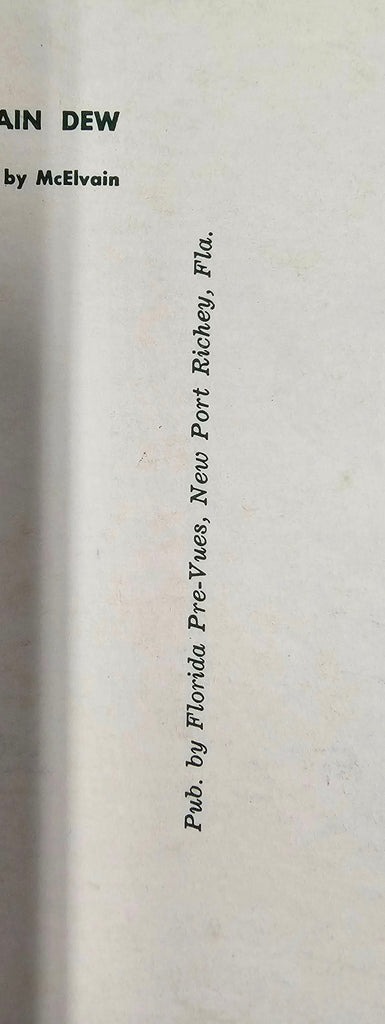 AIN DEW
by McElvain
Pub. by Florida Pre-Vues, New Port Richey, Fla.